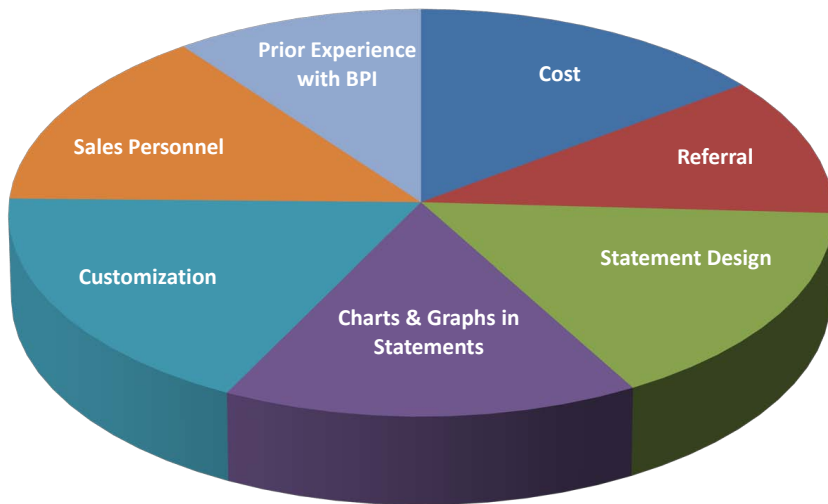 Prior Experience
with BPI
Cost
Sales Personnel
Referral
Statement Design
Customization
Charts & Graphs in
Statements